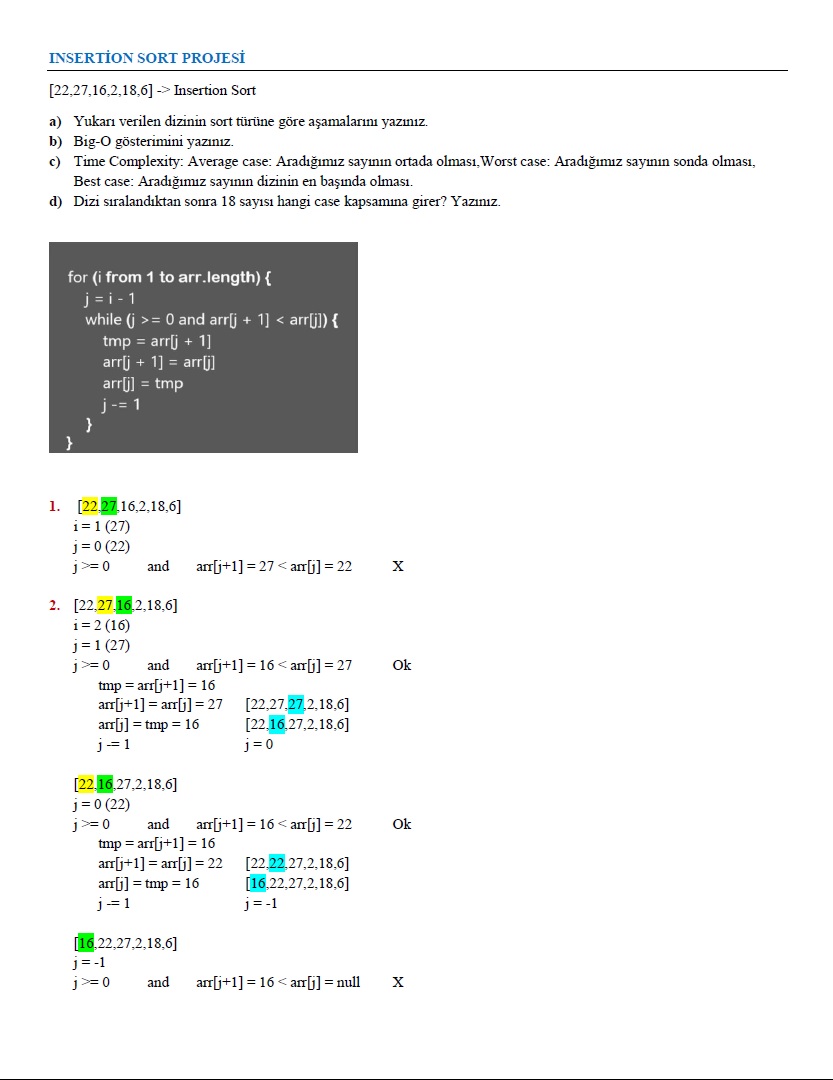 INSERTİON SORT PROJESİ
[22,27,16,2,18,6] -> Insertion Sort
a) Yukarı verilen dizinin sort türüne göre aşamalarını yazınız.
b) Big-O gösterimini yazınız.
c) Time Complexity: Average case: Aradığımız sayının ortada olması,Worst case: Aradığımız sayının sonda olması,
Best case: Aradığımız sayının dizinin en başında olması.
d) Dizi sıralandıktan sonra 18 sayısı hangi case kapsamına girer? Yazınız.
for (i from 1 to arr.length) {
j = i - 1
while (j >= 0 and arr[j + 1] < arr[j]) {
tmp = arr[j + 1]
arr[j + 1] = arr[j]
arr[j] = tmp
j -= 1
}
}
1. [22,27,16,2,18,6]
i = 1 (27)
j = 0 (22)
j >= 0 and arr[j+1] = 27 < arr[j] = 22 X
2. [22,27,16,2,18,6]
i = 2 (16)
j = 1 (27)
j >= 0 and arr[j+1] = 16 < arr[j] = 27 Ok
tmp = arr[j+1] = 16
arr[j+1] = arr[j] = 27 [22,27,27,2,18,6]
arr[j] = tmp = 16 [22,16,27,2,18,6]
j -= 1 j = 0
[22,16,27,2,18,6]
j = 0 (22)
j >= 0 and arr[j+1] = 16 < arr[j] = 22 Ok
tmp = arr[j+1] = 16
arr[j+1] = arr[j] = 22 [22,22,27,2,18,6]
arr[j] = tmp = 16 [16,22,27,2,18,6]
j -= 1 j = -1
[16,22,27,2,18,6]
j = -1
j >= 0 and arr[j+1] = 16 < arr[j] = null X